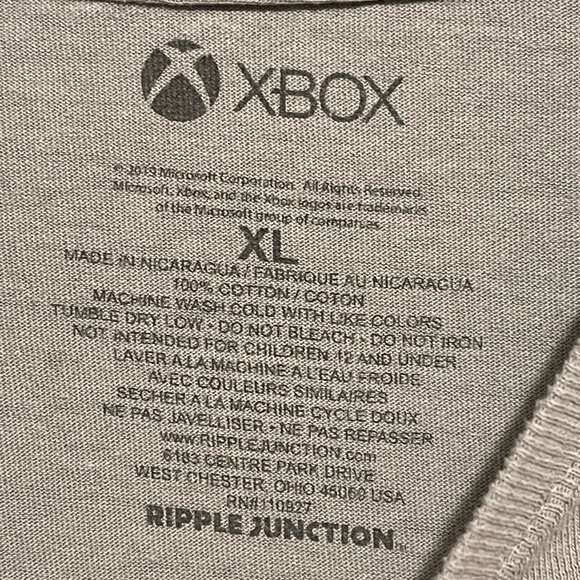 XBOX
© 2019 Microsoft Corporation. All Rights Reserved.
Microsoft, Xbox, and the Xbox logos are trademarks
of the Microsoft group of companies.
XL
MADE IN NICARAGUA / FABRIQUE AU NICARAGUA
100% COTTON / COTON
MACHINE WASH COLD WITH LIKE COLORS
TUMBLE DRY LOW • DO NOT BLEACH • DO NOT IRON
NOT INTENDED FOR CHILDREN 12 AND UNDER
LAVER A LA MACHINE A L'EAU FROIDE
AVEC COULEURS SIMILAIRES
SECHER A LA MACHINE CYCLE DOUX
NE PAS JAVELLISER • NE PAS REPASSER
www.RIPPLEJUNCTION.com
6183 CENTRE PARK DRIVE
WEST CHESTER, OHIO 45069 USA
RN#110927
RIPPLE JUNCTION™